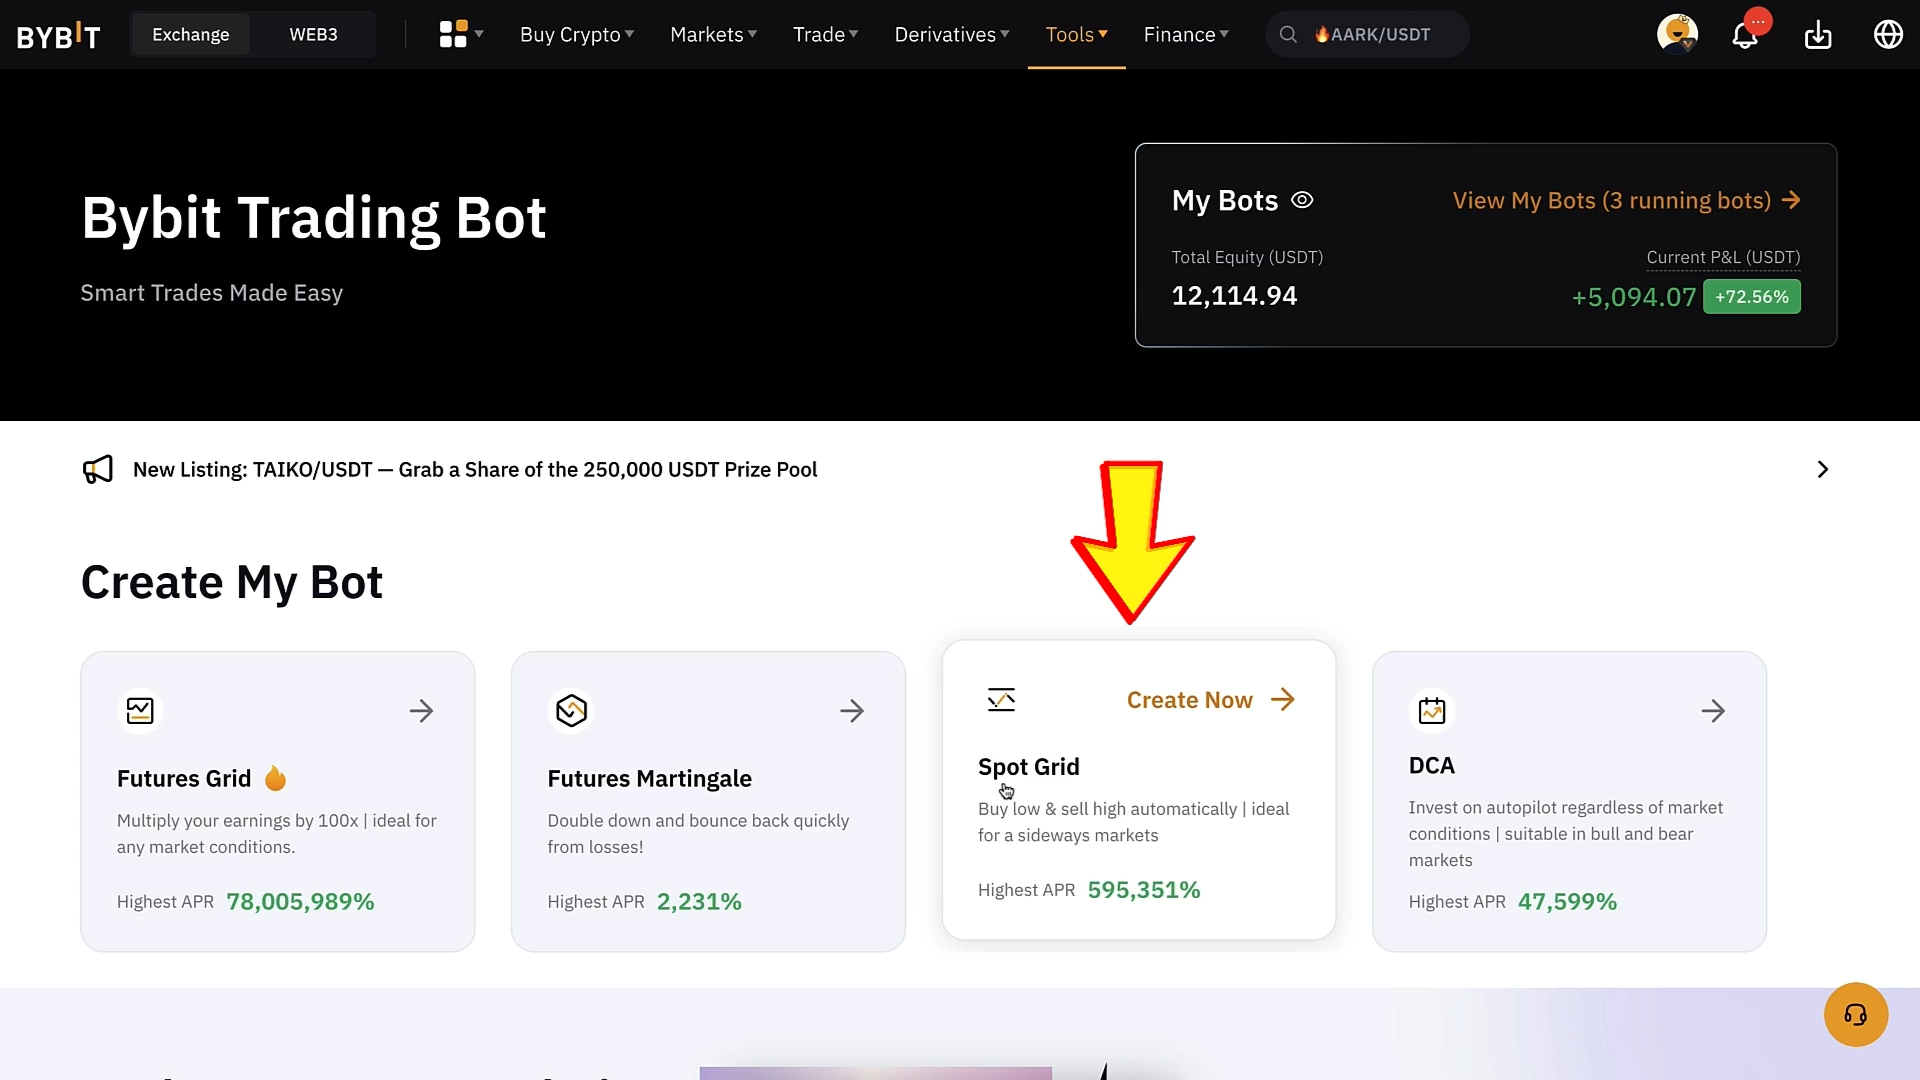 BYBIT
Exchange
WEB3
Buy Crypto
Markets
Trade
Derivatives
Tools
Finance
AARK/USDT
Bybit Trading Bot
Smart Trades Made Easy
My Bots
View My Bots (3 running bots)
Total Equity (USDT)
Current P&L (USDT)
12,114.94
+5,094.07
+72.56%
New Listing: TAIKO/USDT — Grab a Share of the 250,000 USDT Prize Pool
Create My Bot
Futures Grid
Multiply your earnings by 100x | ideal for
any market conditions.
Highest APR 78,005,989%
Futures Martingale
Double down and bounce back quickly
from losses!
Highest APR 2,231%
Create Now
Spot Grid
Buy low & sell high automatically | ideal
for a sideways markets
Highest APR 595,351%
DCA
Invest on autopilot regardless of market
conditions | suitable in bull and bear
markets
Highest APR 47,599%